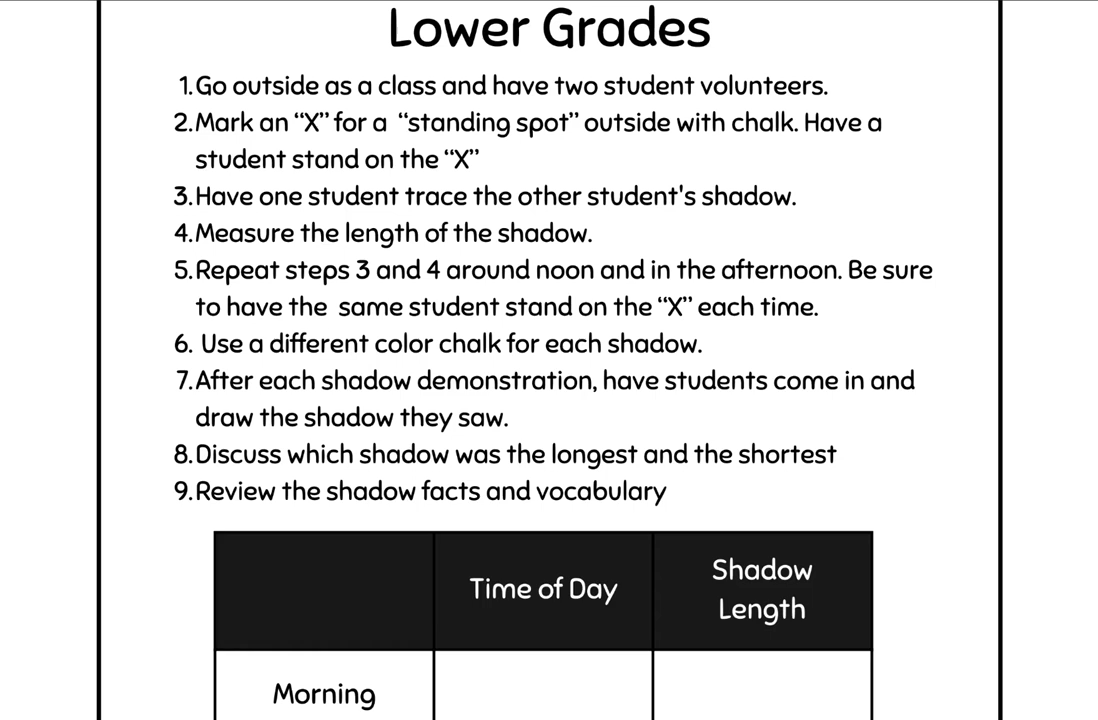 Lower Grades
1.Go outside as a class and have two student volunteers.
2.Mark an “X” for a  “standing spot” outside with chalk. Have a
student stand on the “X”
3.Have one student trace the other student's shadow.
4.Measure the length of the shadow.
5.Repeat steps 3 and 4 around noon and in the afternoon. Be sure
to have the  same student stand on the “X” each time.
6. Use a different color chalk for each shadow.
7.After each shadow demonstration, have students come in and
draw the shadow they saw.
8.Discuss which shadow was the longest and the shortest
9.Review the shadow facts and vocabulary
Time of Day
Shadow
Length
Morning